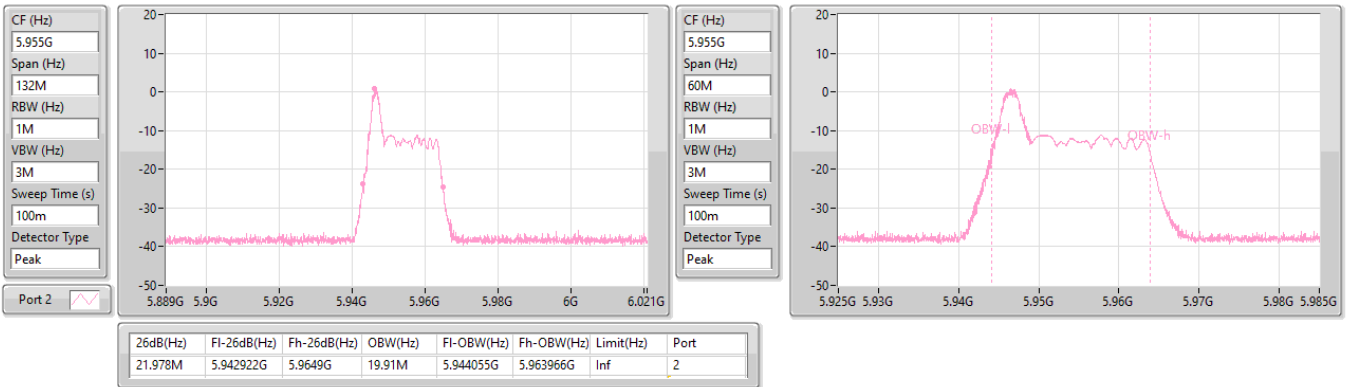 CF (Hz)
5.955G
Span (Hz)
132M
RBW (Hz)
1M
VBW (Hz)
3M
Sweep Time (s)
100m
Detector Type
Peak
Port 2
20
10
0
-10
-20
-30
-40
-50
5.889G 5.9G 5.92G 5.94G 5.96G 5.98G 6G 6.021G
CF (Hz)
5.955G
Span (Hz)
60M
RBW (Hz)
1M
VBW (Hz)
3M
Sweep Time (s)
100m
Detector Type
Peak
20
10
0
-10
-20
-30
-40
-50
OBW-l OBW-h
5.925G 5.93G 5.94G 5.95G 5.96G 5.97G 5.98G 5.985G
26dB(Hz) Fl-26dB(Hz) Fh-26dB(Hz) OBW(Hz) Fl-OBW(Hz) Fh-OBW(Hz) Limit(Hz) Port
21.978M 5.942922G 5.9649G 19.91M 5.944055G 5.963966G Inf 2